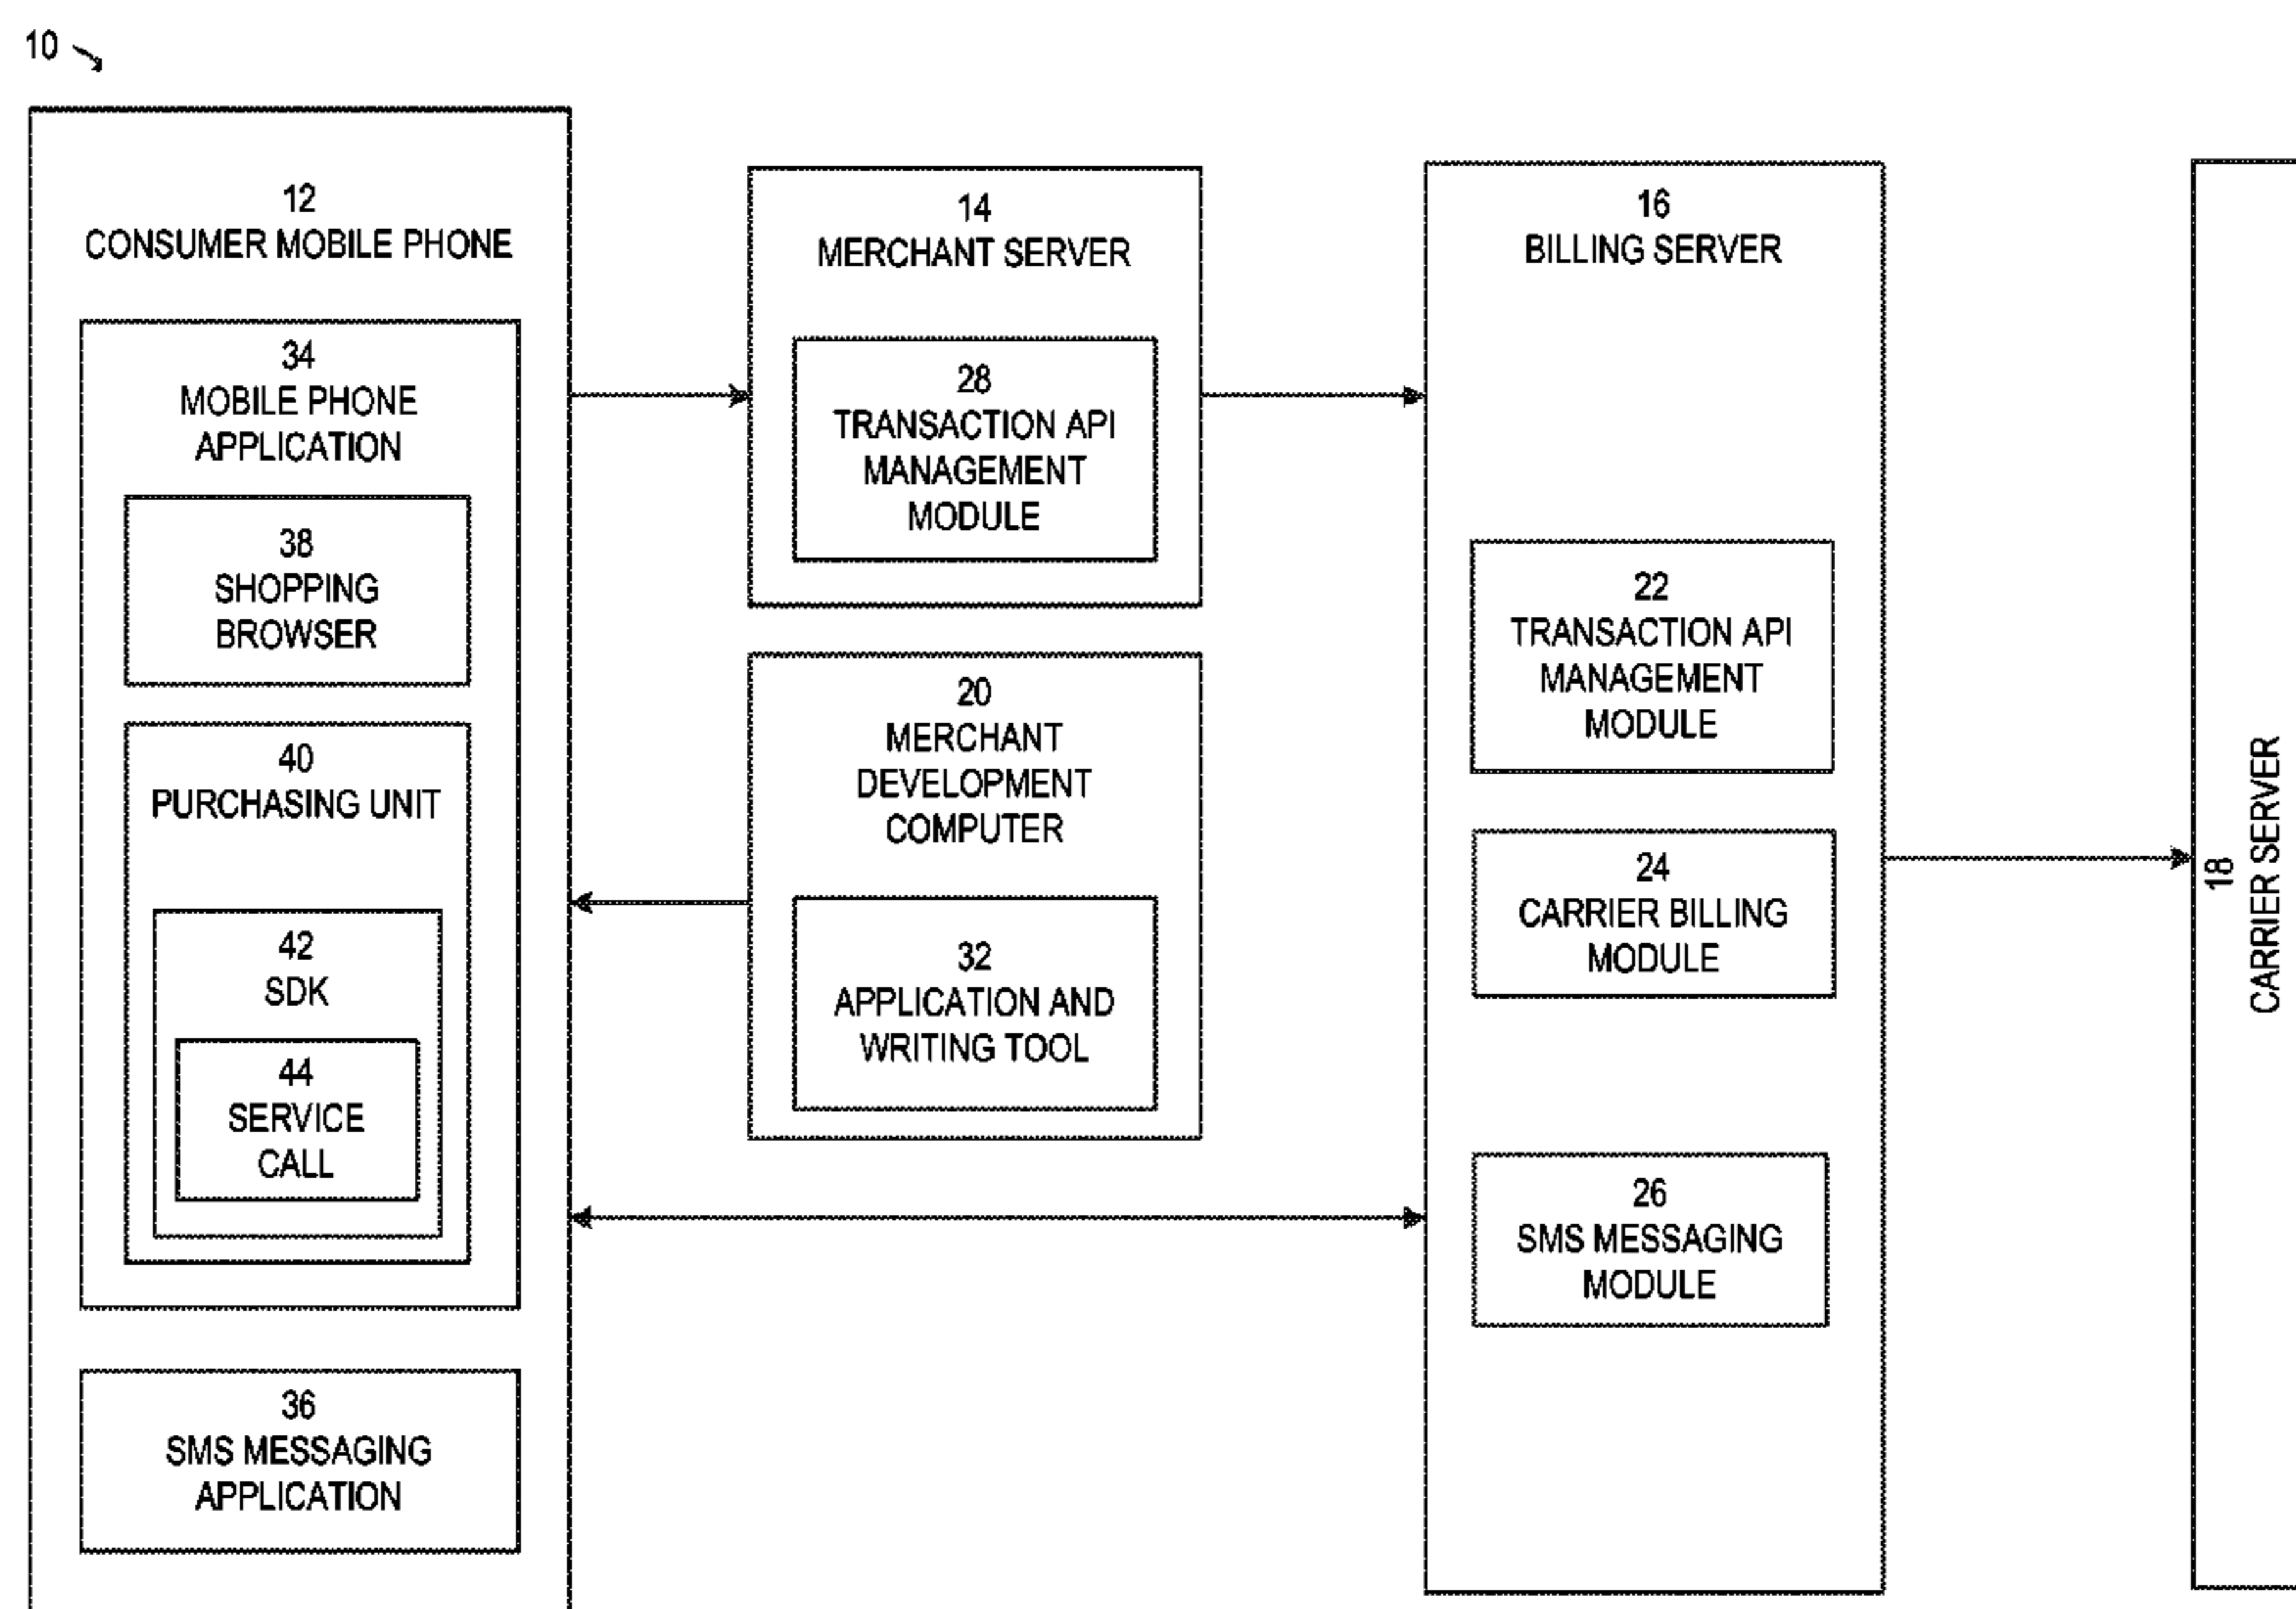 10
12
CONSUMER MOBILE PHONE
34
MOBILE PHONE
APPLICATION
38
SHOPPING
BROWSER
40
PURCHASING UNIT
42
SDK
44
SERVICE
CALL
36
SMS MESSAGING
APPLICATION
14
MERCHANT SERVER
28
TRANSACTION API
MANAGEMENT
MODULE
20
MERCHANT
DEVELOPMENT
COMPUTER
32
APPLICATION AND
WRITING TOOL
16
BILLING SERVER
22
TRANSACTION API
MANAGEMENT
MODULE
24
CARRIER BILLING
MODULE
26
SMS MESSAGING
MODULE
18
CARRIER SERVER